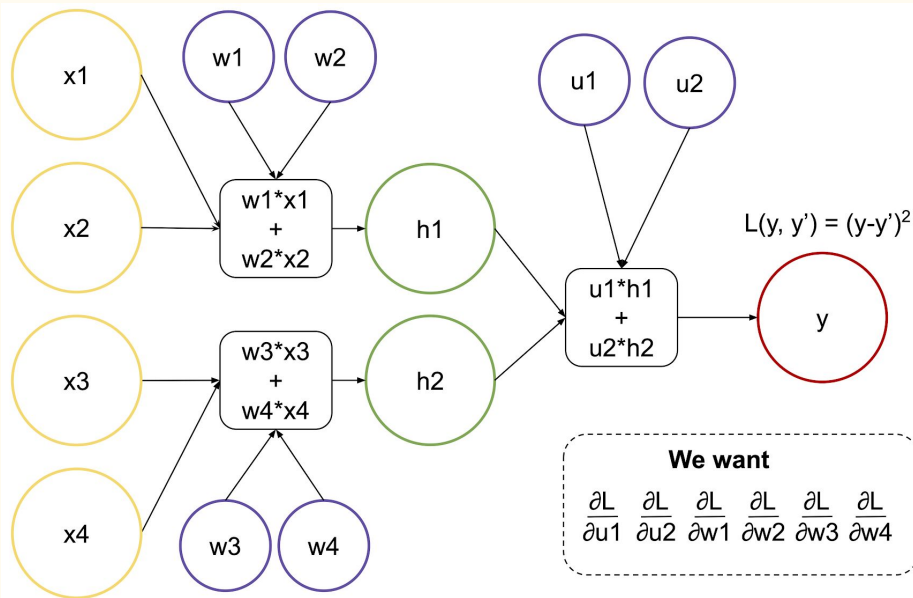 x1
w1
w2
u1
u2
x2
w1*x1
+
w2*x2
h1
L(y, y’) = (y-y’)²
u1*h1
+
u2*h2
y
x3
w3*x3
+
w4*x4
h2
x4
w3
w4
We want
∂L ∂L ∂L ∂L ∂L ∂L
∂u1 ∂u2 ∂w1 ∂w2 ∂w3 ∂w4